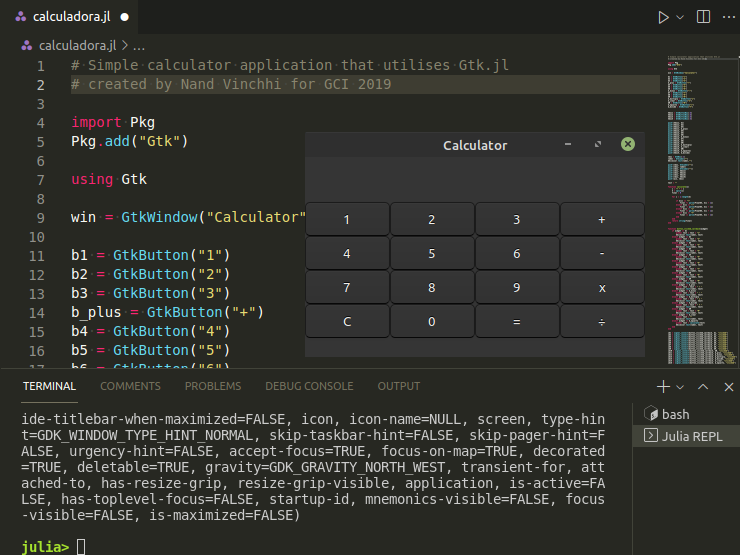 calculadora.jl
calculadora.jl > ...
1 # Simple calculator application that utilises Gtk.jl
2 # created by Nand Vinchhi for GCI 2019
3
4 import Pkg
5 Pkg.add("Gtk")
6
7 using Gtk
8
9 win = GtkWindow("Calculator"
10
11 b1 = GtkButton("1")
12 b2 = GtkButton("2")
13 b3 = GtkButton("3")
14 b_plus = GtkButton("+")
15 b4 = GtkButton("4")
16 b5 = GtkButton("5")
17 b6 = GtkButton("6")
Calculator
1 2 3 +
4 5 6 -
7 8 9 x
C 0 = ÷
TERMINAL COMMENTS PROBLEMS DEBUG CONSOLE OUTPUT
ide-titlebar-when-maximized=FALSE, icon, icon-name=NULL, screen, type-hin
t=GDK_WINDOW_TYPE_HINT_NORMAL, skip-taskbar-hint=FALSE, skip-pager-hint=F
ALSE, urgency-hint=FALSE, accept-focus=TRUE, focus-on-map=TRUE, decorated
=TRUE, deletable=TRUE, gravity=GDK_GRAVITY_NORTH_WEST, transient-for, att
ached-to, has-resize-grip, resize-grip-visible, application, is-active=FA
LSE, has-toplevel-focus=FALSE, startup-id, mnemonics-visible=FALSE, focus
-visible=FALSE, is-maximized=FALSE)
julia>
bash
Julia REPL